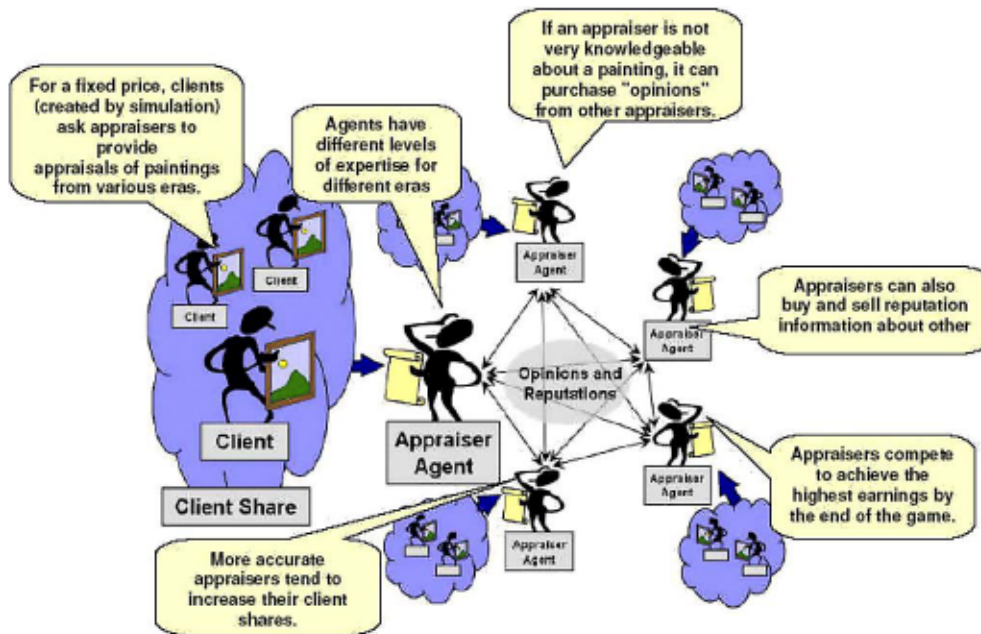 If an appraiser is not
very knowledgeable
about a painting, it can
purchase "opinions"
from other appraisers.
For a fixed price, clients
(created by simulation)
ask appraisers to
provide
appraisals of paintings
from various eras.
Agents have
different levels
of expertise for
different eras
Client
Client
Client
Client Share
Appraiser
Agent
Appraiser
Agent
Appraiser
Agent
Appraisers can also
buy and sell reputation
information about other
Opinions and
Reputations
Appraiser
Agent
Appraisers compete
to achieve the
highest earnings by
the end of the game.
Appraiser
Agent
More accurate
appraisers tend to
increase their client
shares.